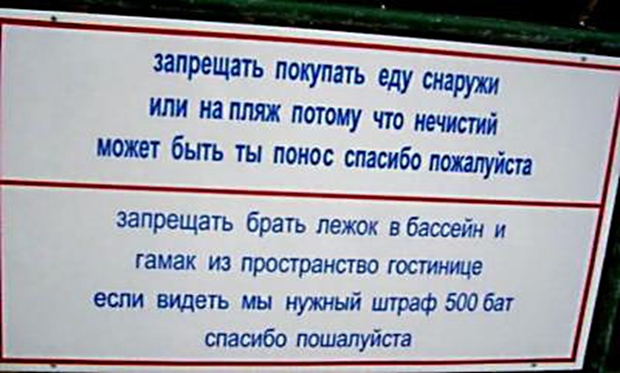 запрещать покупать еду снаружи
или на пляж потому что нечистий
может быть ты понос спасибо пожалуйста
запрещать брать лежок в бассейн и
гамак из пространство гостинице
если видеть мы нужный штраф 500 бат
спасибо пошалуйста